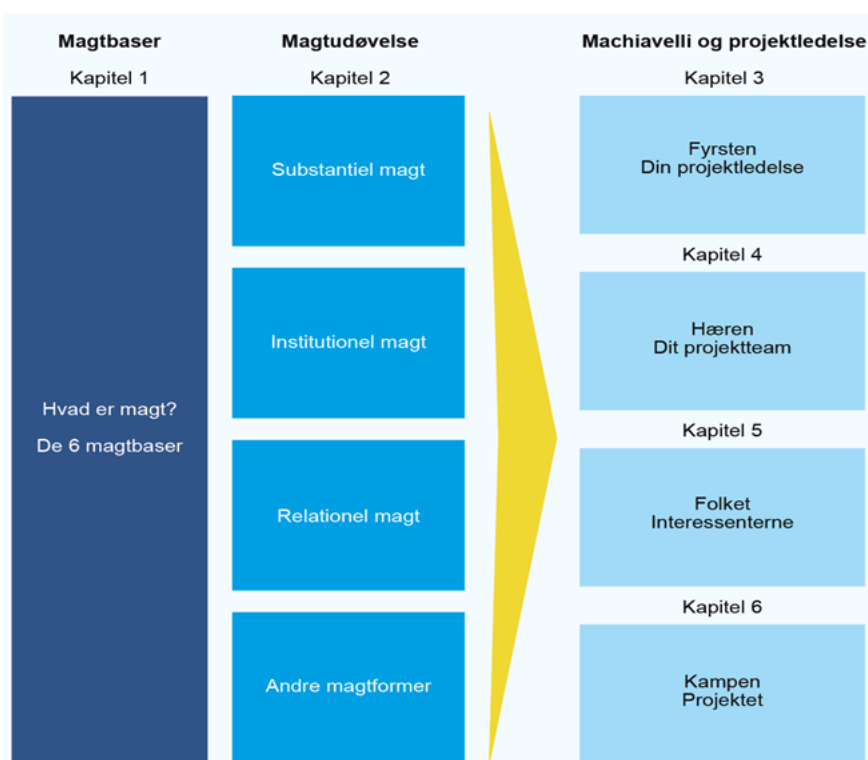 Magtbaser
Kapitel 1
Hvad er magt?
De 6 magtbaser
Magtudøvelse
Kapitel 2
Substantiel magt
Institutionel magt
Relationel magt
Andre magtformer
Machiavelli og projektledelse
Kapitel 3
Fyrsten
Din projektledelse
Kapitel 4
Hæren
Dit projektteam
Kapitel 5
Folket
Interessenterne
Kapitel 6
Kampen
Projektet